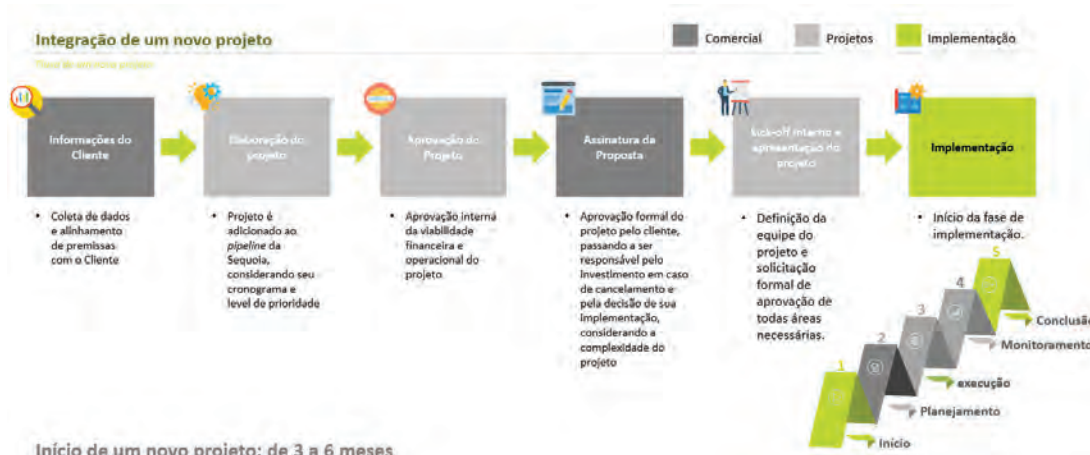 Integração de um novo projeto
Comercial
Projetos
Implementação
Informações do
Cliente
Elaboração do
projeto
Aprovação do
Projeto
Assinatura da
Proposta
kick-off interno e
apresentação do
projeto
Implementação
• Coleta de dados
e alinhamento
de premissas
com o Cliente
• Projeto é
adicionado ao
pipeline da
Sequoia,
considerando seu
cronograma e
level de prioridade
• Aprovação interna
da viabilidade
financeira e
operacional do
projeto
• Aprovação formal do
projeto pelo cliente,
passando a ser
responsável pelo
investimento em caso
de cancelamento e
pela decisão de sua
implementação,
considerando a
complexidade do
projeto
• Definição da
equipe do
projeto e
solicitação
formal de
aprovação de
todas áreas
necessárias.
• Início da fase de
implementação.
5
4
3
2
1
Conclusão
Monitoramento
execução
Planejamento
Início
Início de um novo projeto: de 3 a 6 meses